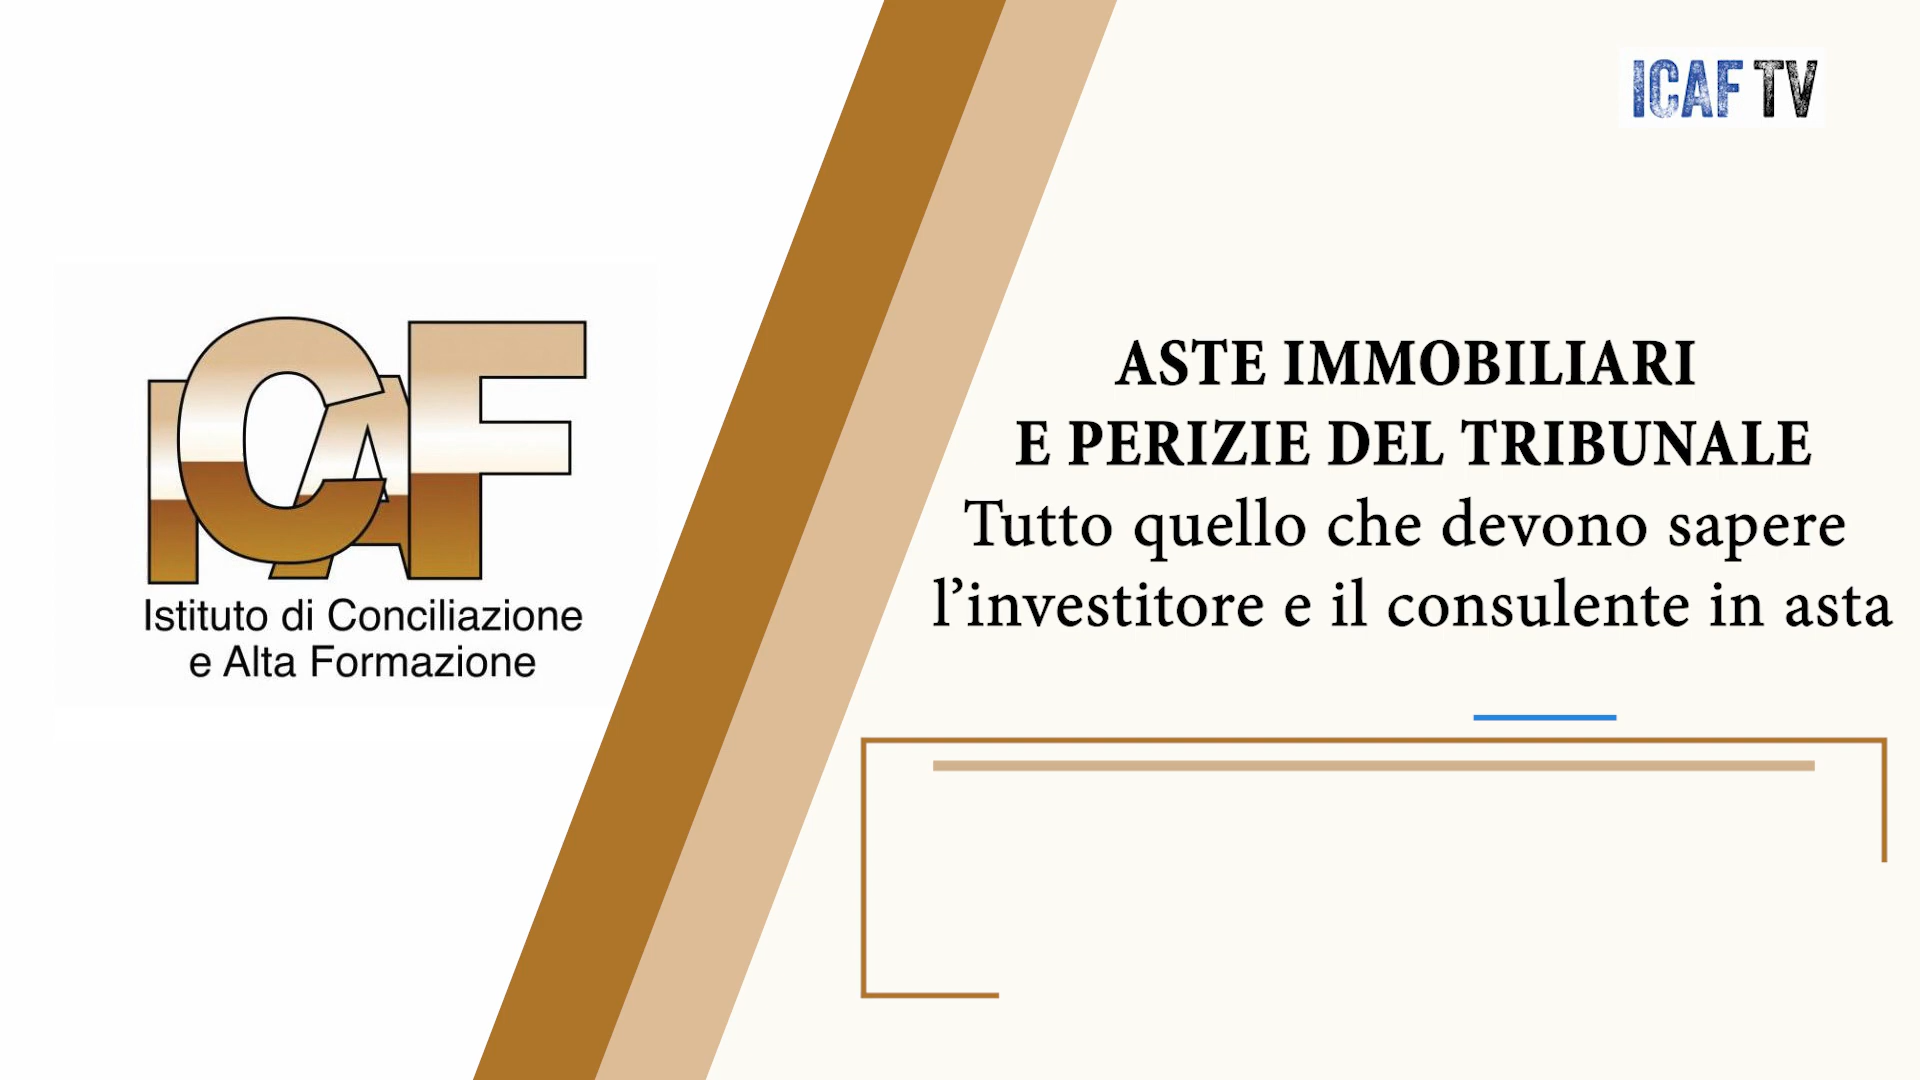 ICAF TV
ICAF
Istituto di Conciliazione
e Alta Formazione
ASTE IMMOBILIARI
E PERIZIE DEL TRIBUNALE
Tutto quello che devono sapere
l’investitore e il consulente in asta